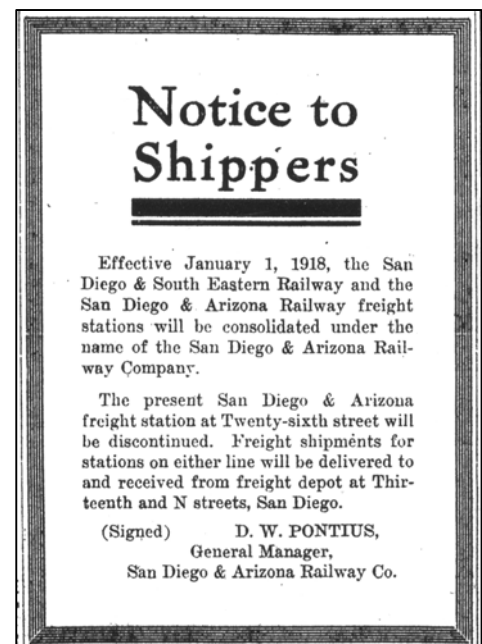 Notice to
Shippers
Effective January 1, 1918, the San
Diego & South Eastern Railway and the
San Diego & Arizona Railway freight
stations will be consolidated under the
name of the San Diego & Arizona Rail-
way Company.
The present San Diego & Arizona
freight station at Twenty-sixth street will
be discontinued. Freight shipments for
stations on either line will be delivered to
and received from freight depot at Thir-
teenth and N streets, San Diego.
(Signed) D. W. PONTIUS,
General Manager,
San Diego & Arizona Railway Co.